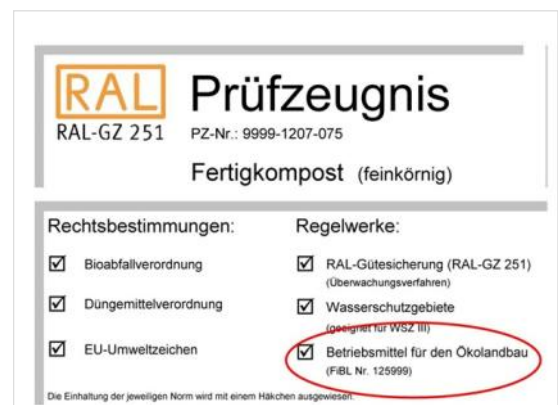 RAL
RAL-GZ 251
Prüfzeugnis
PZ-Nr.: 9999-1207-075
Fertigkompost (feinkörnig)
Rechtsbestimmungen:
Bioabfallverordnung
Düngemittelverordnung
EU-Umweltzeichen
Regelwerke:
RAL-Gütesicherung (RAL-GZ 251)
(Überwachungsverfahren)
Wasserschutzgebiete
(geeignet für WSZ III)
Betriebsmittel für den Ökolandbau
(FiBL Nr. 125999)
Die Einhaltung der jeweiligen Norm wird mit einem Häkchen ausgewiesen.